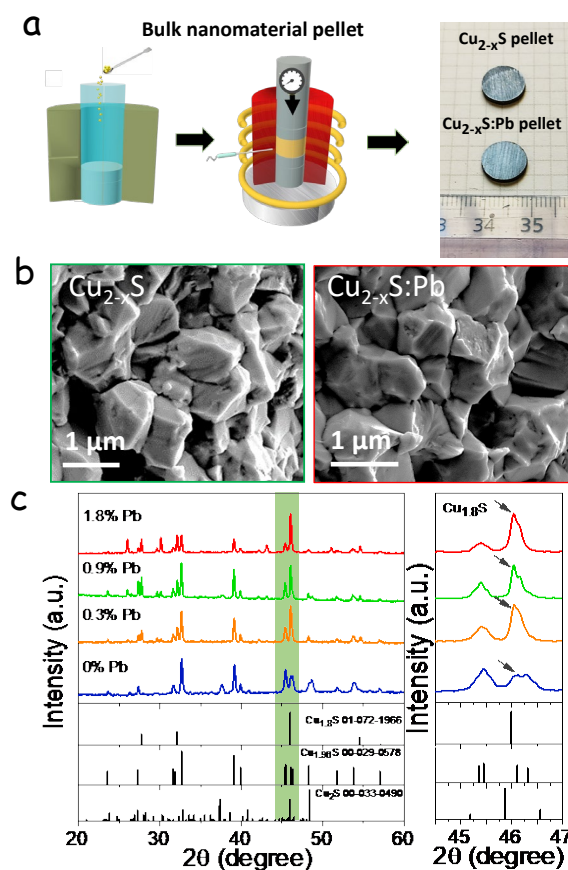 a
Bulk nanomaterial pellet
Cu2-xS pellet
Cu2-xS:Pb pellet
3 34 35
b
Cu2-xS
1 μm
Cu2-xS:Pb
1 μm
c
1.8% Pb
0.9% Pb
0.3% Pb
0% Pb
Intensity (a.u.)
Cu1.8S 01-072-1966
Cu1.96S 00-029-0578
Cu2S 00-033-0490
20 30 40 50 60
2θ (degree)
Cu1.8S
Intensity (a.u.)
45 46 47
2θ (degree)